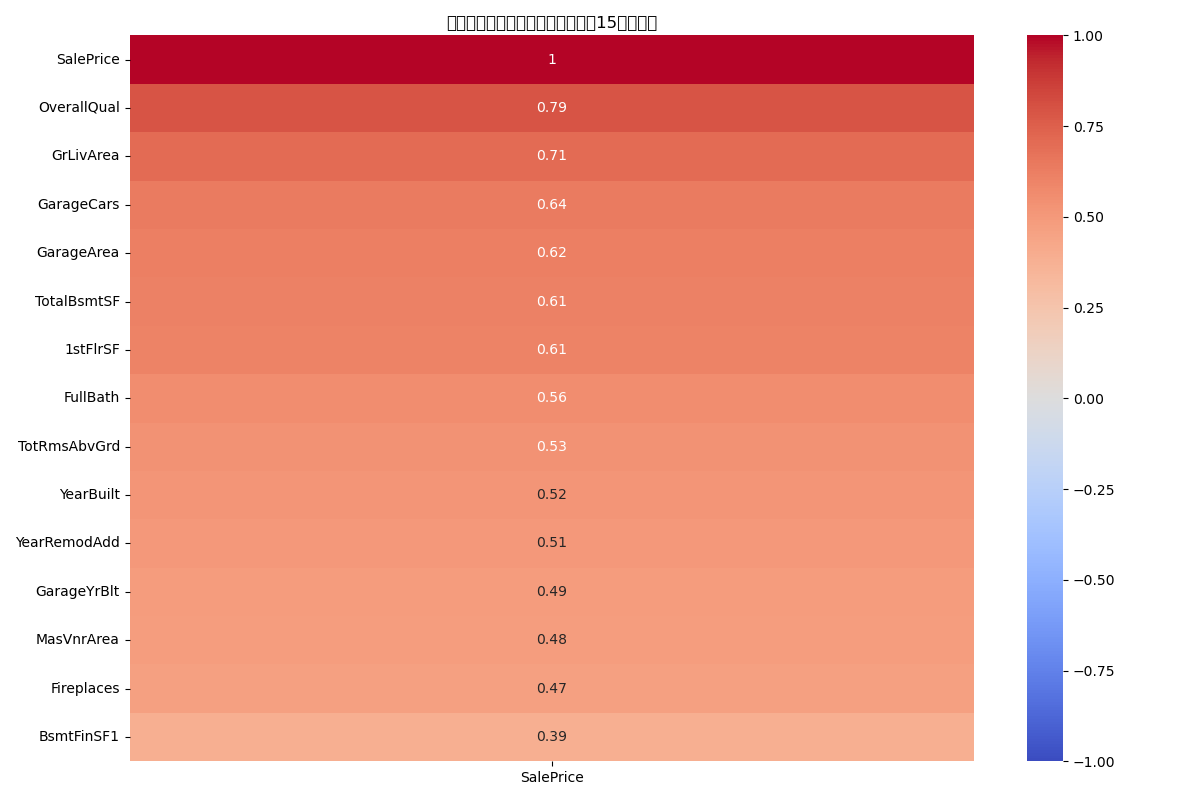 15
SalePrice
1
OverallQual
0.79
GrLivArea
0.71
GarageCars
0.64
GarageArea
0.62
TotalBsmtSF
0.61
1stFlrSF
0.61
FullBath
0.56
TotRmsAbvGrd
0.53
YearBuilt
0.52
YearRemodAdd
0.51
GarageYrBlt
0.49
MasVnrArea
0.48
Fireplaces
0.47
BsmtFinSF1
0.39
SalePrice
1.00
0.75
0.50
0.25
0.00
−0.25
−0.50
−0.75
−1.00